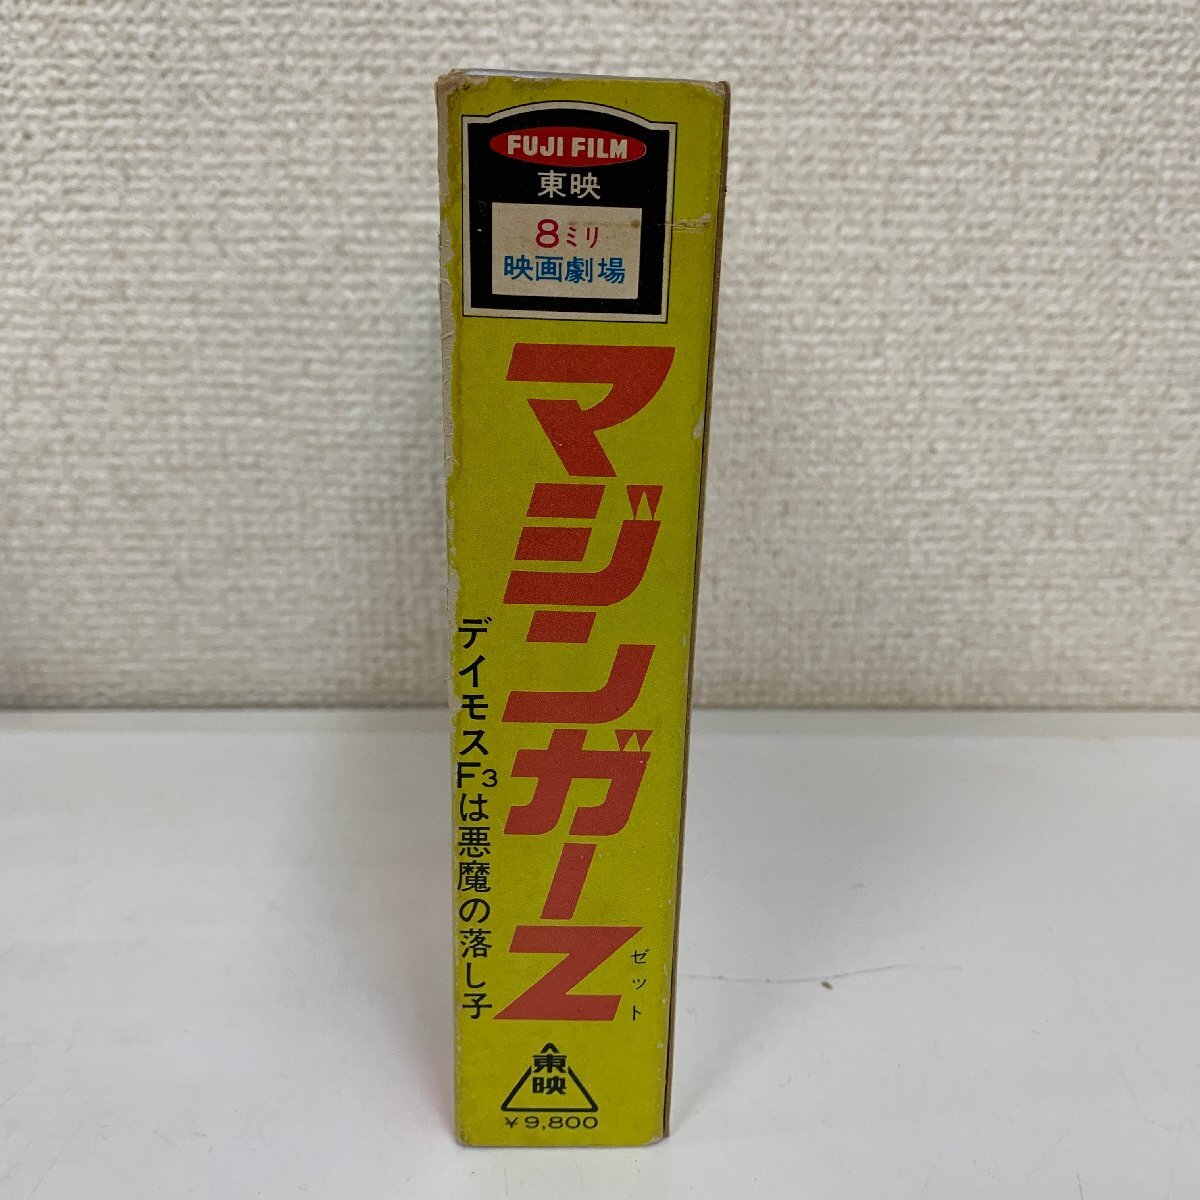 FUJI FILM
東映
8ミリ
映画劇場
マジンガーZ
ゼット
デイモスF3は悪魔の落し子
東映
¥9,800